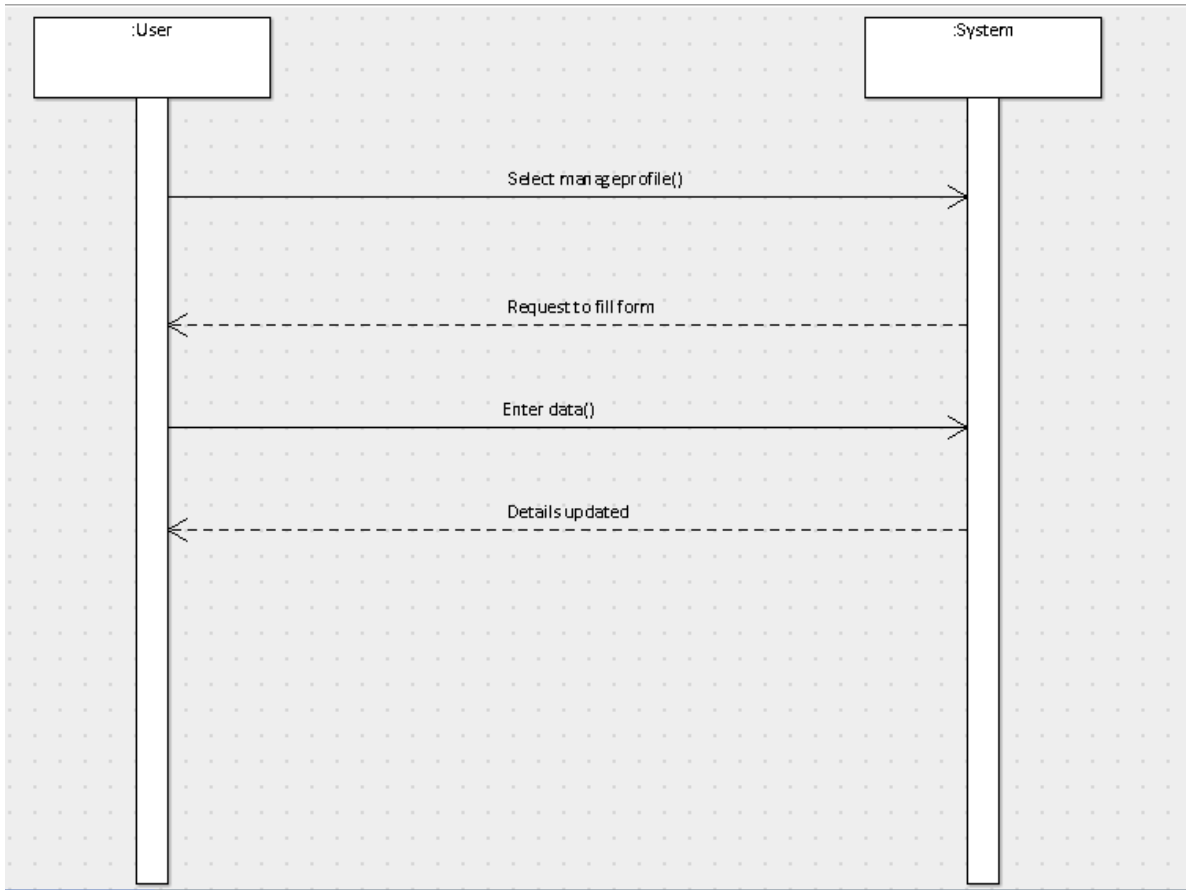 :User
:System
Select manageprofile()
Request to fill form
Enter data()
Details updated